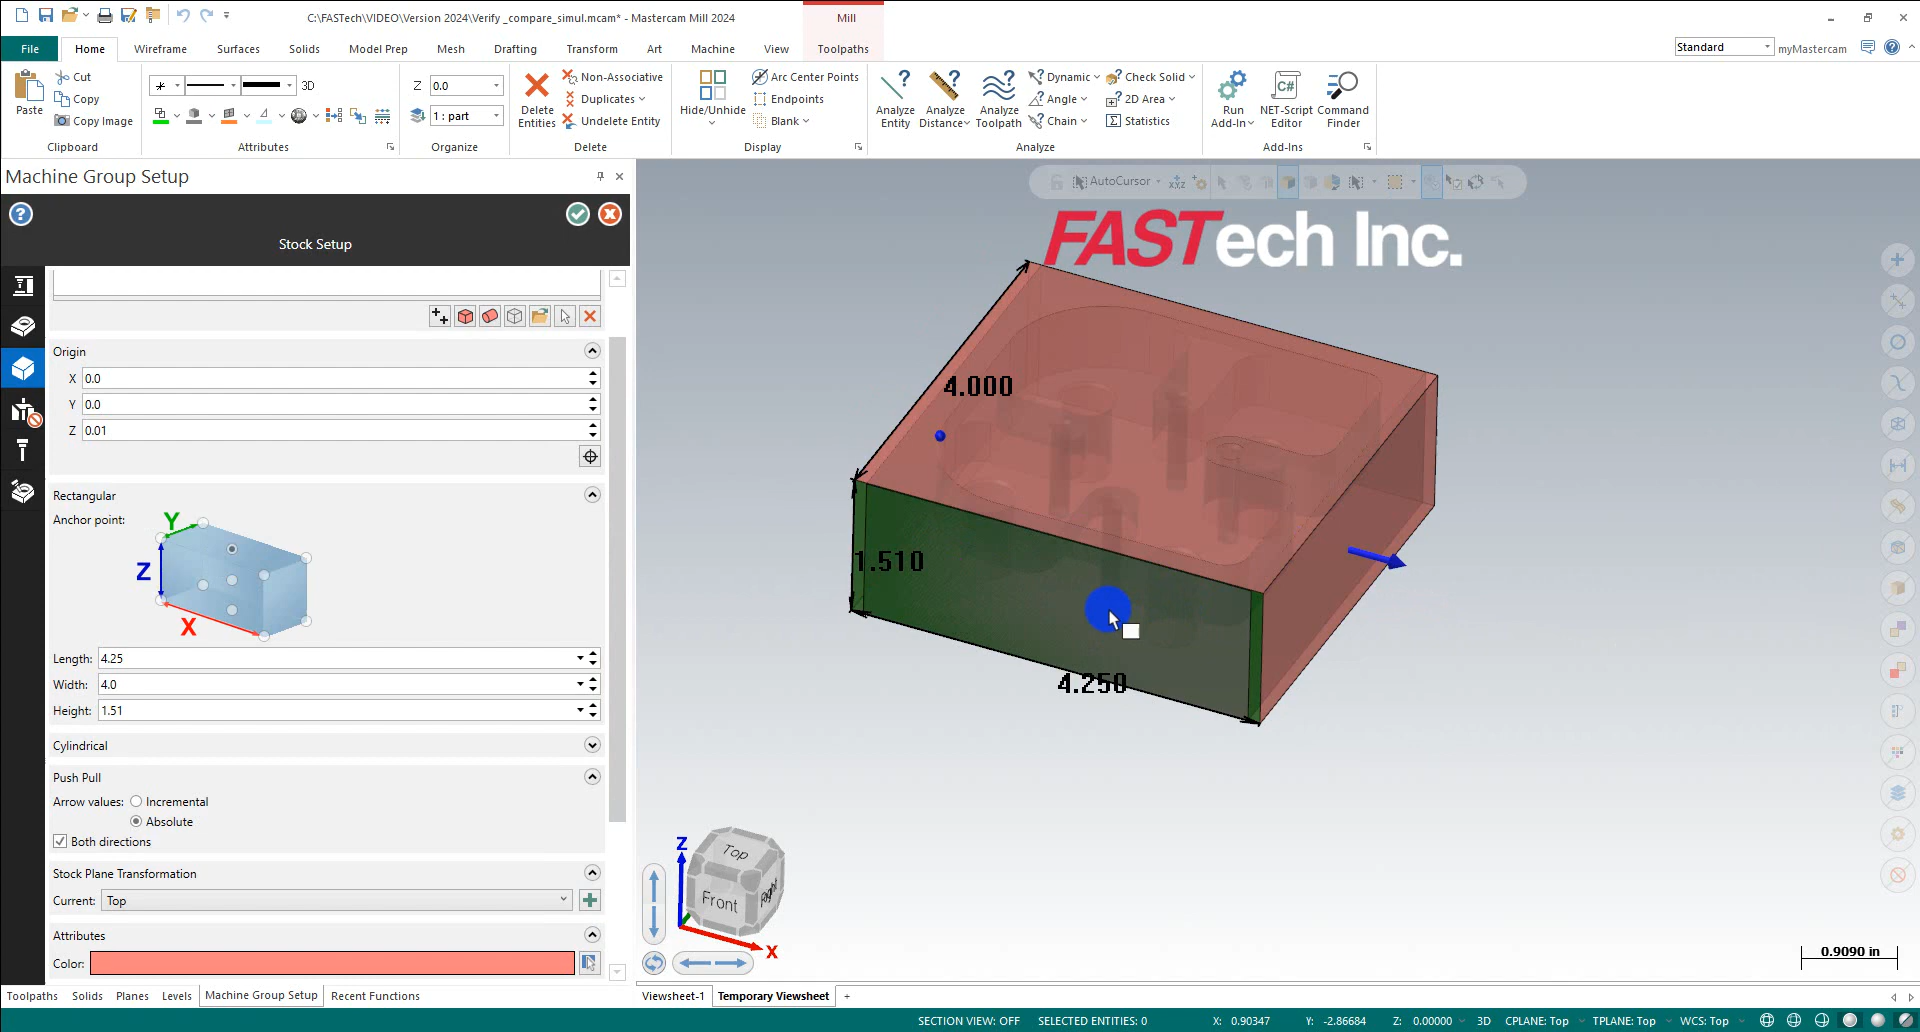 C:\FASTech\VIDEO\Version 2024\Verify _compare_simul.mcam* - Mastercam Mill 2024
Mill
File
Home
Wireframe
Surfaces
Solids
Model Prep
Mesh
Drafting
Transform
Art
Machine
View
Toolpaths
Standard
myMastercam
Paste
Cut
Copy
Copy Image
Clipboard
3D
Attributes
Z 0.0
1 : part
Organize
Delete
Entities
Non-Associative
Duplicates
Undelete Entity
Delete
Hide/Unhide
Arc Center Points
Endpoints
Blank
Display
Analyze
Entity
Analyze
Distance
Analyze
Toolpath
Dynamic
Angle
Chain
Check Solid
2D Area
Statistics
Analyze
Run
Add-In
C#
NET-Script
Editor
Command
Finder
Add-Ins
Machine Group Setup
Stock Setup
Origin
X 0.0
Y 0.0
Z 0.01
Rectangular
Anchor point:
Y
Z
X
Length: 4.25
Width: 4.0
Height: 1.51
Cylindrical
Push Pull
Arrow values: Incremental
Absolute
Both directions
Stock Plane Transformation
Current: Top
Attributes
Color:
Toolpaths
Solids
Planes
Levels
Machine Group Setup
Recent Functions
AutoCursor
FASTech Inc.
4.000
1.510
4.250
Z
Top
Front
Right
X
0.9090 in
Viewsheet-1
Temporary Viewsheet
+
SECTION VIEW: OFF
SELECTED ENTITIES: 0
X: 0.90347
Y: -2.86684
Z: 0.00000
3D
CPLANE: Top
TPLANE: Top
WCS: Top